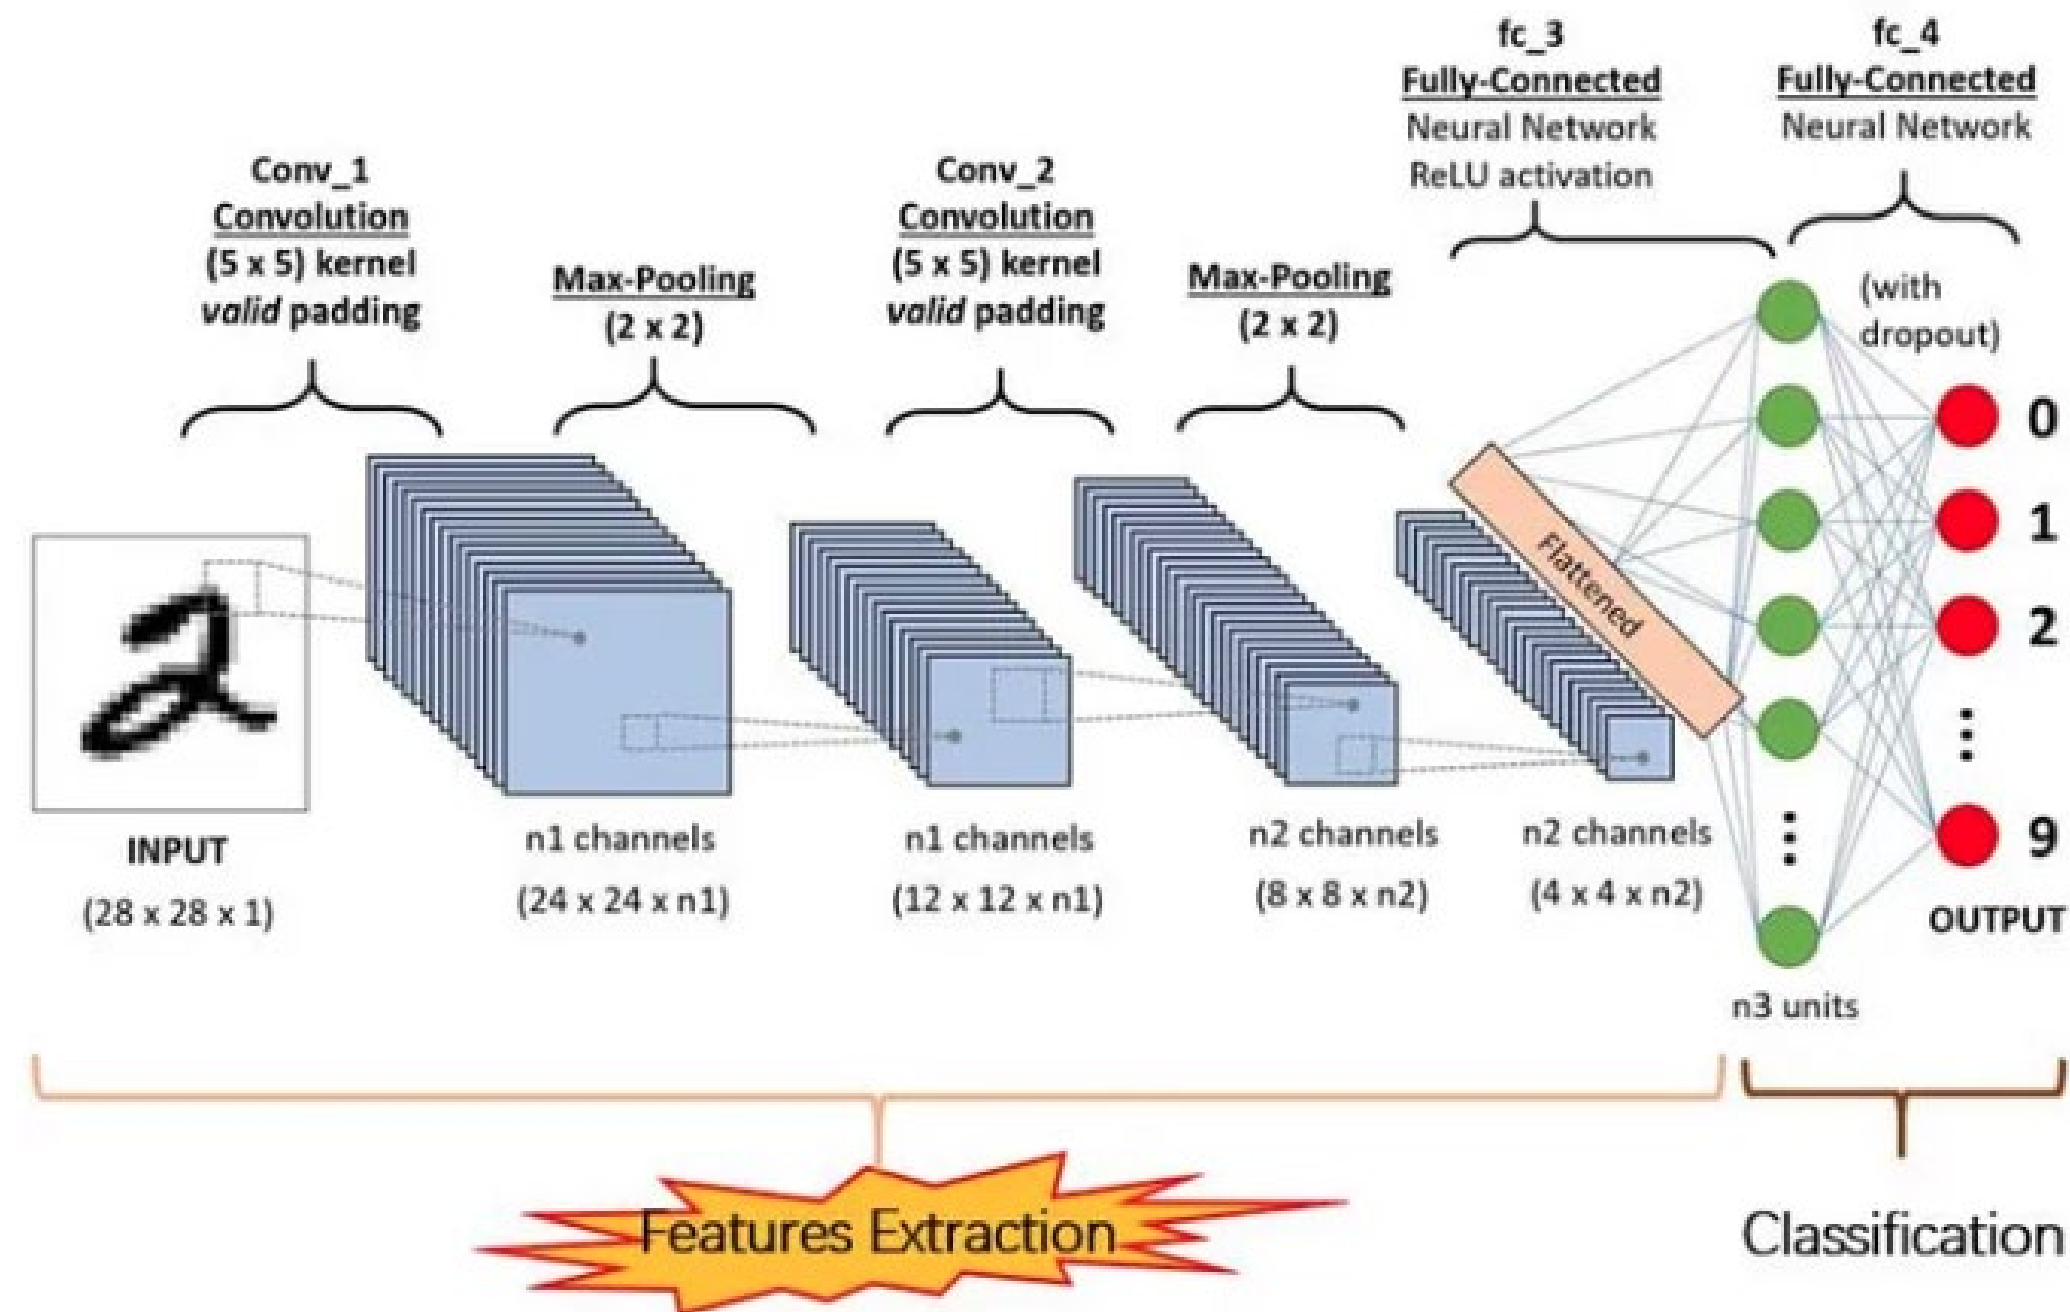 Conv_1
Convolution
(5 x 5) kernel
valid padding
Max-Pooling
(2 x 2)
Conv_2
Convolution
(5 x 5) kernel
valid padding
Max-Pooling
(2 x 2)
fc_3
Fully-Connected
Neural Network
ReLU activation
fc_4
Fully-Connected
Neural Network
(with
dropout)
Flattened
0
1
2
9
OUTPUT
INPUT
(28 x 28 x 1)
n1 channels
(24 x 24 x n1)
n1 channels
(12 x 12 x n1)
n2 channels
(8 x 8 x n2)
n2 channels
(4 x 4 x n2)
n3 units
Features Extraction
Classification